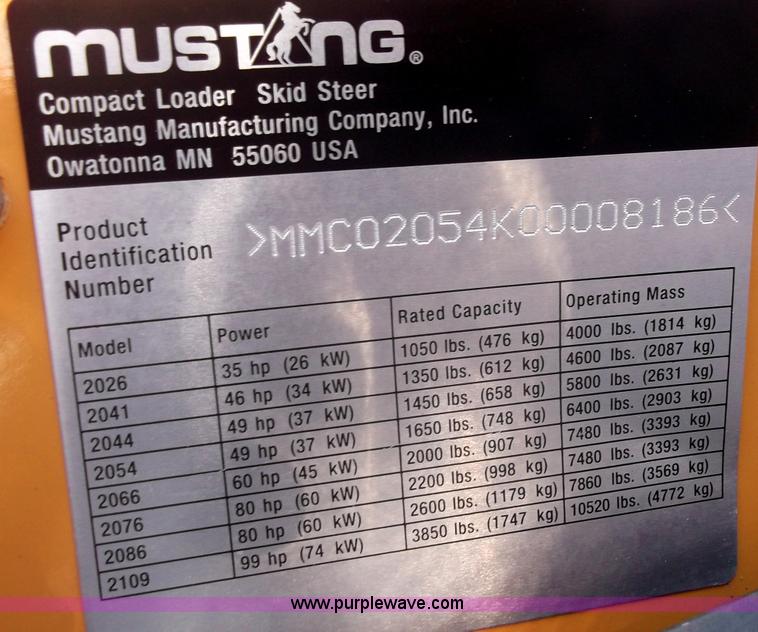 MUSTANG®
Compact Loader Skid Steer
Mustang Manufacturing Company, Inc.
Owatonna MN 55060 USA
Product
Identification
Number
>MMC02054K00008186<
Model Power Rated Capacity Operating Mass
2026 35 hp (26 kW) 1050 lbs. (476 kg) 4000 lbs. (1814 kg)
2041 46 hp (34 kW) 1350 lbs. (612 kg) 4600 lbs. (2087 kg)
2044 49 hp (37 kW) 1450 lbs. (658 kg) 5800 lbs. (2631 kg)
2054 49 hp (37 kW) 1650 lbs. (748 kg) 6400 lbs. (2903 kg)
2066 60 hp (45 kW) 2000 lbs. (907 kg) 7480 lbs. (3393 kg)
2076 80 hp (60 kW) 2200 lbs. (998 kg) 7480 lbs. (3393 kg)
2086 80 hp (60 kW) 2600 lbs. (1179 kg) 7860 lbs. (3569 kg)
2109 99 hp (74 kW) 3850 lbs. (1747 kg) 10520 lbs. (4772 kg)
www.purplewave.com